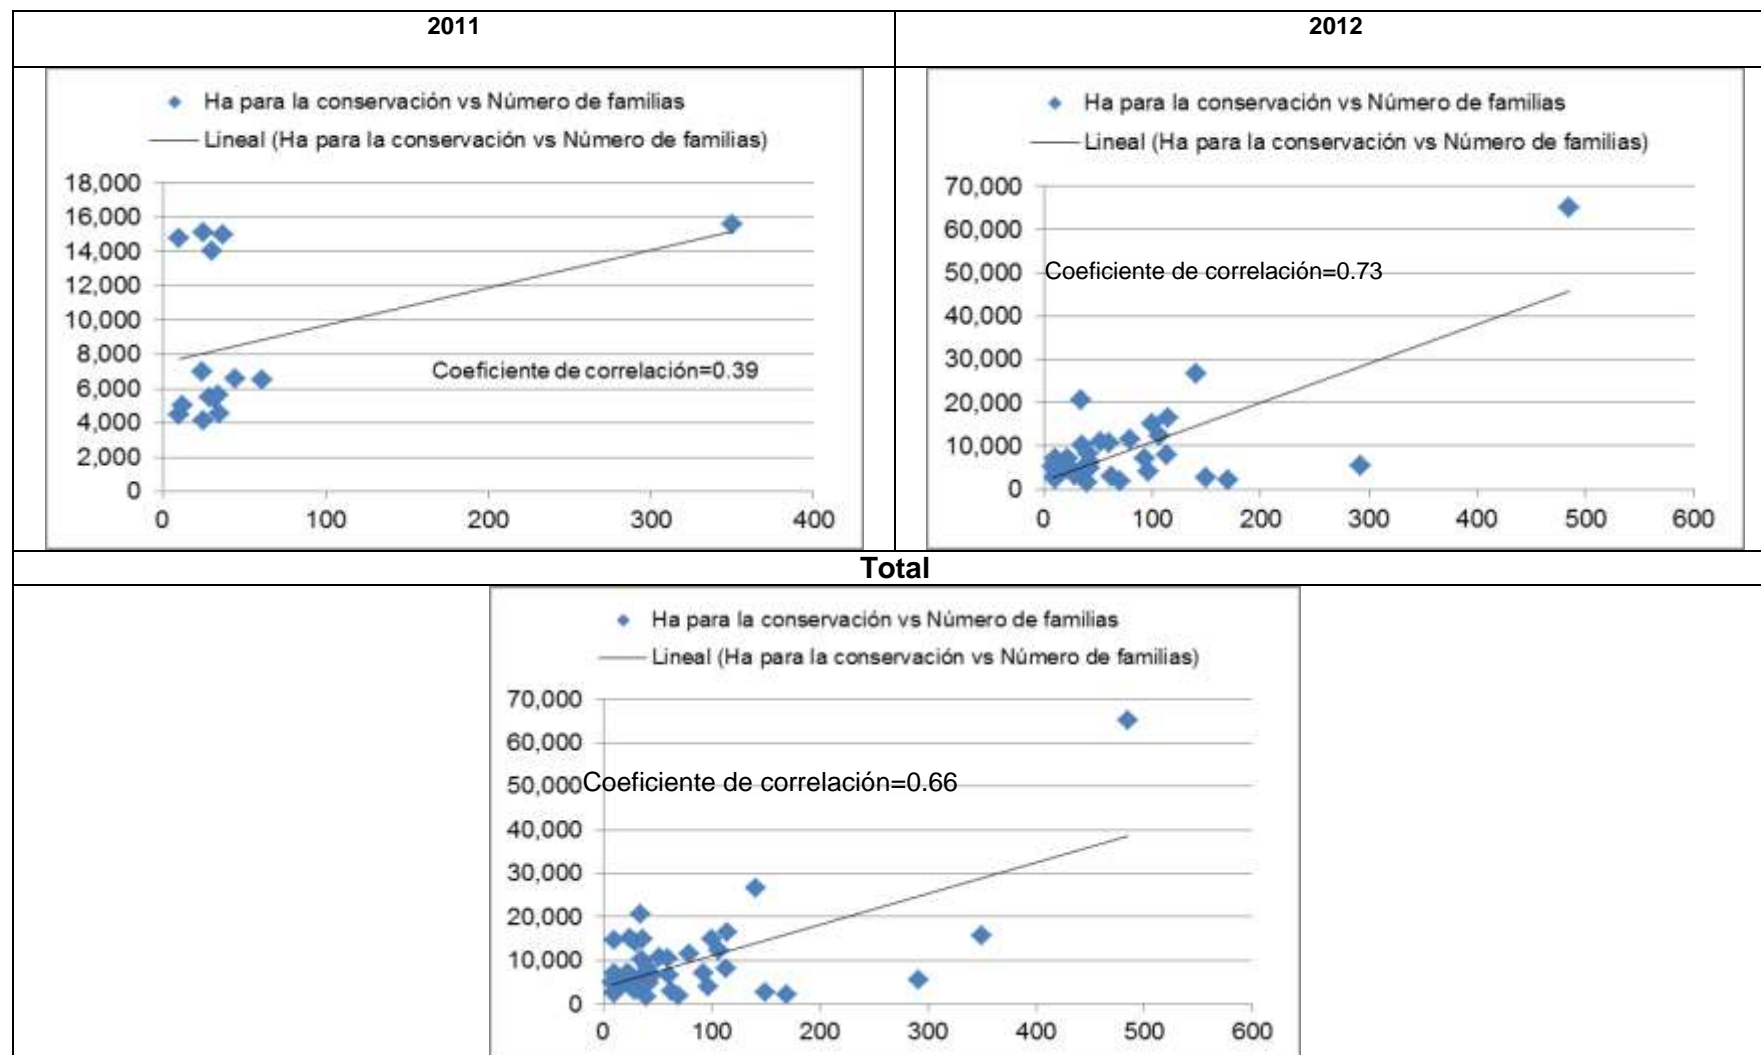 2011
2012
Ha para la conservación vs Número de familias
Lineal (Ha para la conservación vs Número de familias)
18,000
16,000
14,000
12,000
10,000
8,000
6,000
4,000
2,000
0
Coeficiente de correlación=0.39
0 100 200 300 400
Ha para la conservación vs Número de familias
Lineal (Ha para la conservación vs Número de familias)
70,000
60,000
50,000
40,000
30,000
20,000
10,000
0
Coeficiente de correlación=0.73
0 100 200 300 400 500 600
Total
Ha para la conservación vs Número de familias
Lineal (Ha para la conservación vs Número de familias)
70,000
60,000
50,000
40,000
30,000
20,000
10,000
0
Coeficiente de correlación=0.66
0 100 200 300 400 500 600